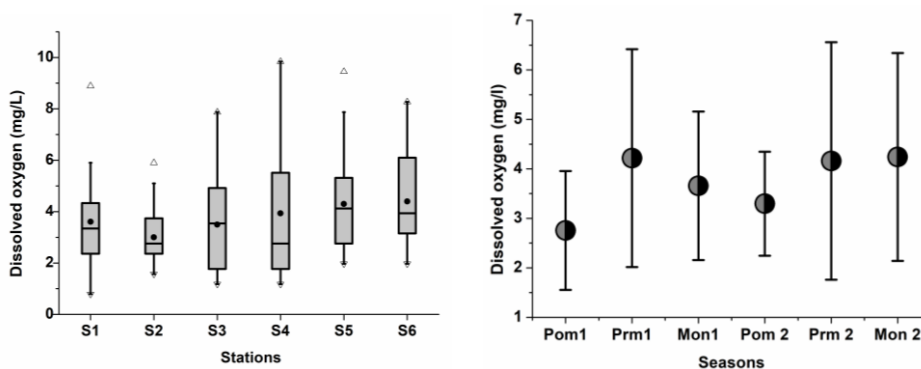 Dissolved oxygen (mg/L)
10
8
6
4
2
0
S1 S2 S3 S4 S5 S6
Stations
Dissolved oxygen (mg/l)
7
6
5
4
3
2
1
Pom1 Prm1 Mon1 Pom 2 Prm 2 Mon 2
Seasons